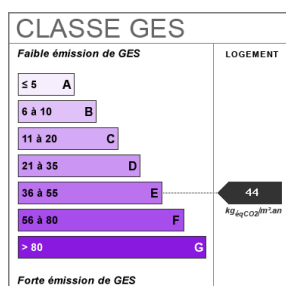 CLASSE GES
Faible émission de GES
LOGEMENT
≤ 5 A
6 à 10 B
11 à 20 C
21 à 35 D
36 à 55 E
44
kgéqCO2/m².an
56 à 80 F
> 80 G
Forte émission de GES